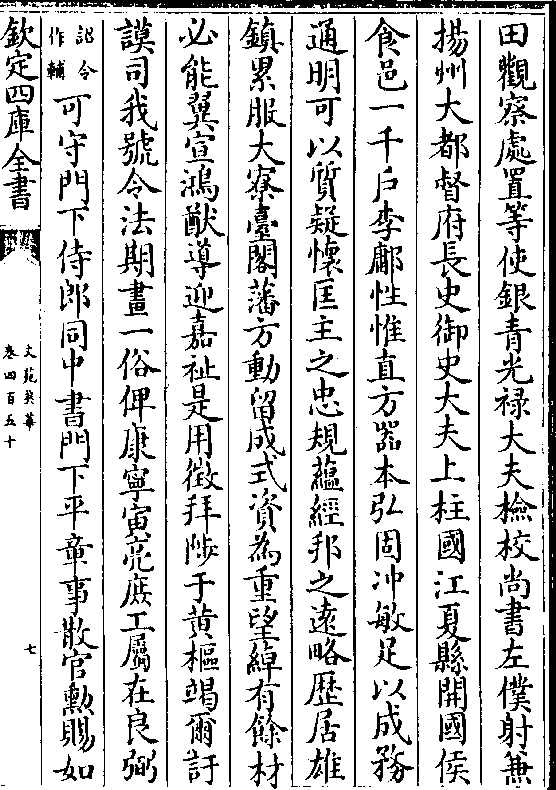 田觀察處置等使銀青光禄大夫檢校尚書左僕射兼
揚州大都督府長史御史大夫上柱國江夏縣開國侯
食邑一千戶李鄘性惟直方器本弘固冲敏足以成務
通明可以質疑懷匡主之忠規藴經邦之遠略歴居雄
鎮累服大寮臺閣藩方動留成式資為重望綽有餘材
必能翼宣鴻猷導迎嘉祉是用徴拜陟于黄樞竭爾訏
謨司我號令法期畫一俗俾康寧寅亮庶工屬在良弼
詔令作輔可守門下侍郎同中書門下平章事散官勲賜如
欽定四庫全書
文苑英華
卷四百五十
七